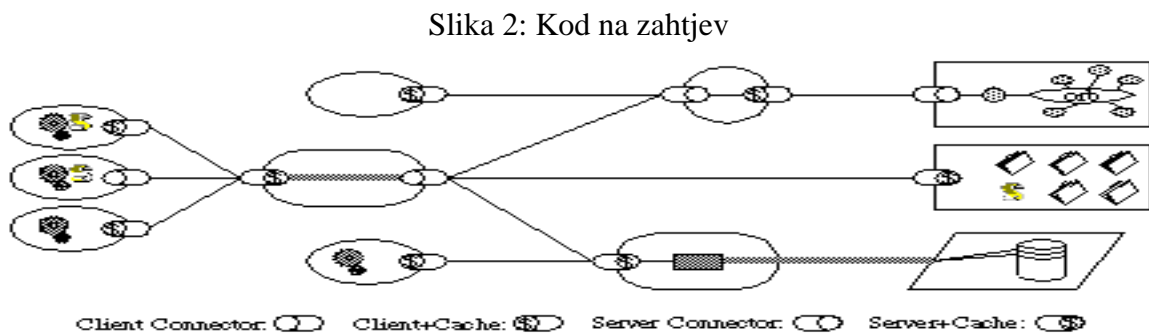 Slika 2: Kod na zahtjev
Client Connector: Client+Cache: Server Connector: Server+Cache: